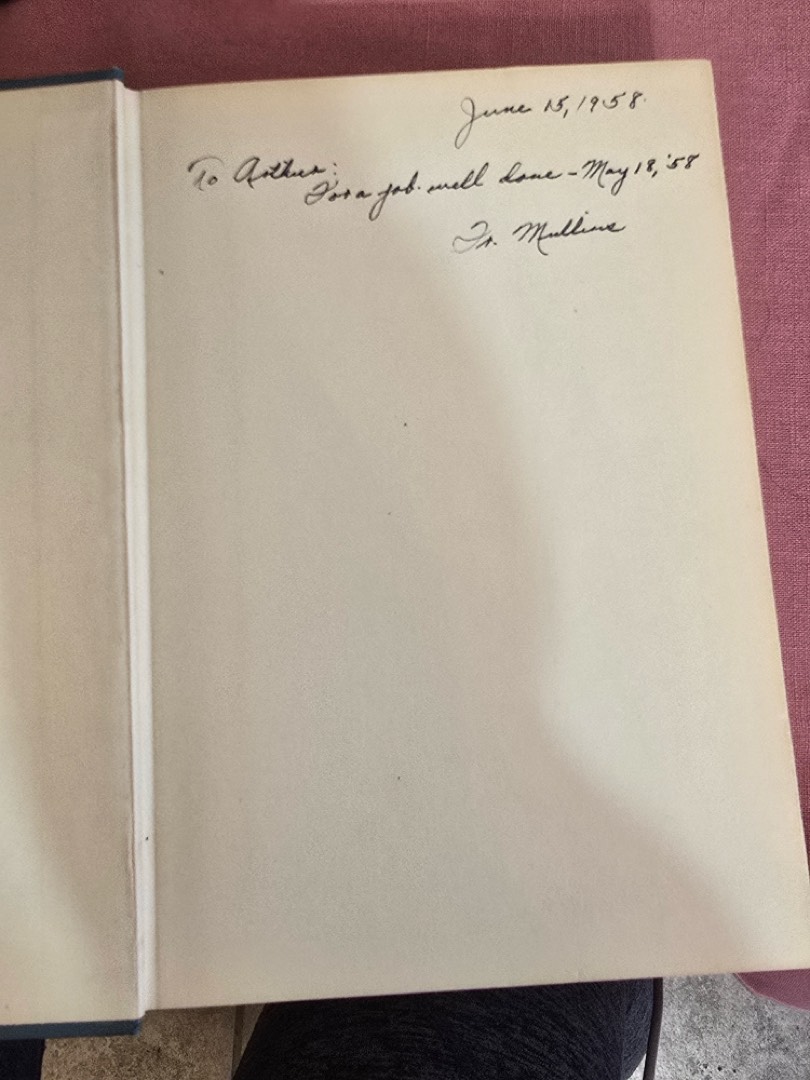 June 15, 1958.
To Arthur:
For a job well done - May 18, '58
Fr. Mullins